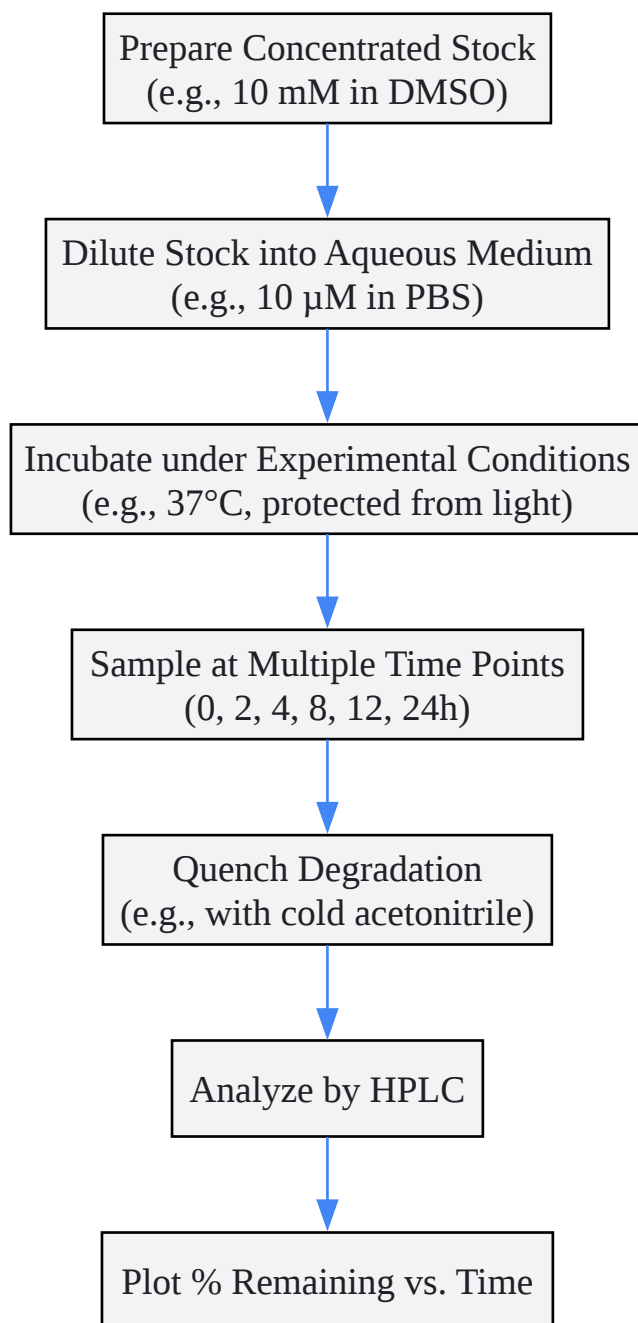 Prepare Concentrated Stock
(e.g., 10 mM in DMSO)
Dilute Stock into Aqueous Medium
(e.g., 10 µM in PBS)
Incubate under Experimental Conditions
(e.g., 37°C, protected from light)
Sample at Multiple Time Points
(0, 2, 4, 8, 12, 24h)
Quench Degradation
(e.g., with cold acetonitrile)
Analyze by HPLC
Plot % Remaining vs. Time